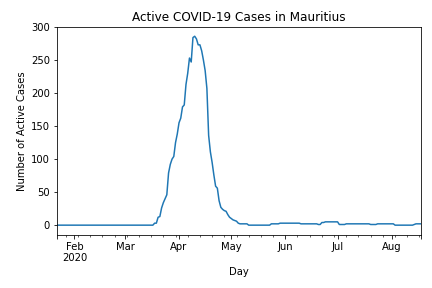 Active COVID-19 Cases in Mauritius
Number of Active Cases
300
250
200
150
100
50
0
Feb Mar Apr May Jun Jul Aug
2020
Day